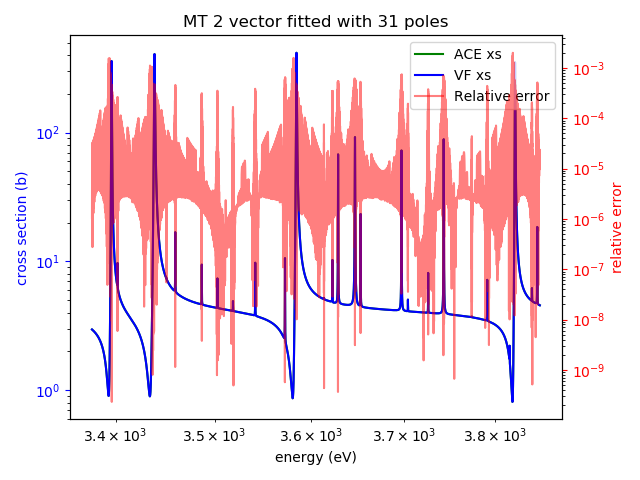 MT 2 vector fitted with 31 poles
ACE xs
VF xs
Relative error
cross section (b)
10²
10¹
10⁰
relative error
10⁻³
10⁻⁴
10⁻⁵
10⁻⁶
10⁻⁷
10⁻⁸
10⁻⁹
3.4 × 10³ 3.5 × 10³ 3.6 × 10³ 3.7 × 10³ 3.8 × 10³
energy (eV)